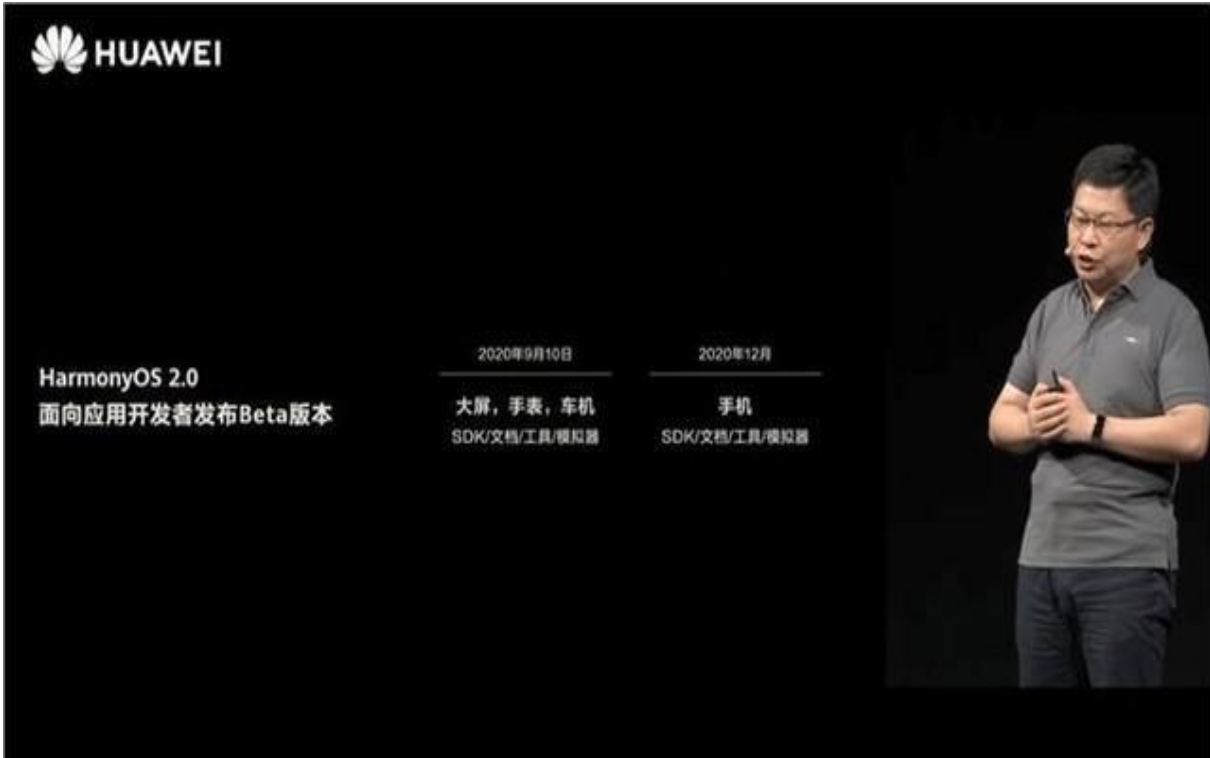 HUAWEI
HarmonyOS 2.0
面向应用开发者发布Beta版本
2020年9月10日
大屏，手表，车机
SDK/文档/工具/模拟器
2020年12月
手机
SDK/文档/工具/模拟器